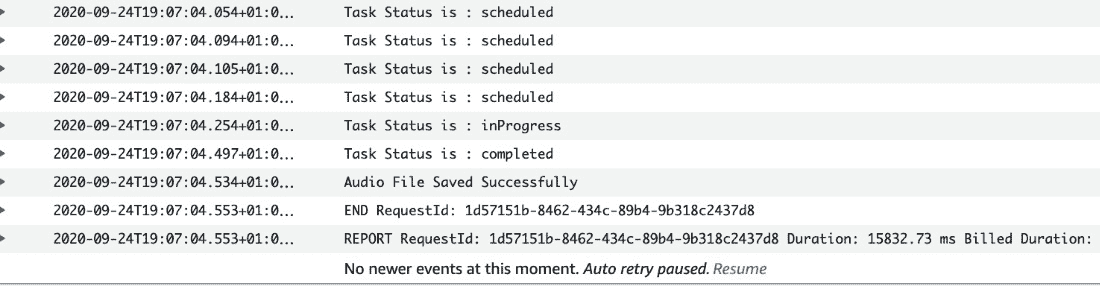 2020-09-24T19:07:04.054+01:0... Task Status is : scheduled
2020-09-24T19:07:04.094+01:0... Task Status is : scheduled
2020-09-24T19:07:04.105+01:0... Task Status is : scheduled
2020-09-24T19:07:04.184+01:0... Task Status is : scheduled
2020-09-24T19:07:04.254+01:0... Task Status is : inProgress
2020-09-24T19:07:04.497+01:0... Task Status is : completed
2020-09-24T19:07:04.534+01:0... Audio File Saved Successfully
2020-09-24T19:07:04.553+01:0... END RequestId: 1d57151b-8462-434c-89b4-9b318c2437d8
2020-09-24T19:07:04.553+01:0... REPORT RequestId: 1d57151b-8462-434c-89b4-9b318c2437d8 Duration: 15832.73 ms Billed Duration:
No newer events at this moment. Auto retry paused. Resume